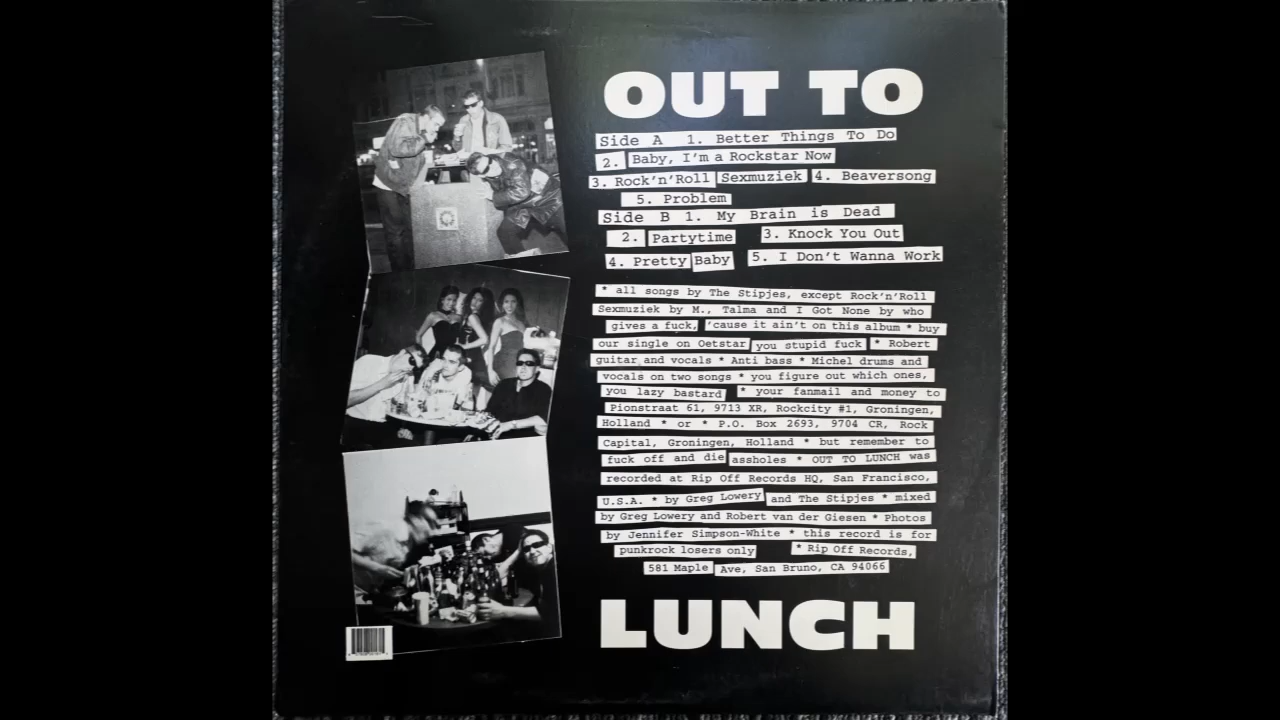 OUT TO
Side A 1. Better Things To Do
2. Baby, I'm a Rockstar Now
3. Rock'n'Roll Sexmuziek 4. Beaversong
5. Problem
Side B 1. My Brain is Dead
2. Partytime 3. Knock You Out
4. Pretty Baby 5. I Don't Wanna Work
* all songs by The Stipjes, except Rock'n'Roll
Sexmuziek by M., Talma and I Got None by who
gives a fuck, 'cause it ain't on this album * buy
our single on Oetstar you stupid fuck * Robert
guitar and vocals * Anti bass * Michel drums and
vocals on two songs * you figure out which ones,
you lazy bastard * your fanmail and money to
Pionstraat 61, 9713 XR, Rockcity #1, Groningen,
Holland * or * P.O. Box 2693, 9704 CR, Rock
Capital, Groningen, Holland * but remember to
fuck off and die assholes * OUT TO LUNCH was
recorded at Rip Off Records HQ, San Francisco,
U.S.A. * by Greg Lowery and The Stipjes * mixed
by Greg Lowery and Robert van der Giesen * Photos
by Jennifer Simpson-White * this record is for
punkrock losers only * Rip Off Records,
581 Maple Ave, San Bruno, CA 94066
LUNCH